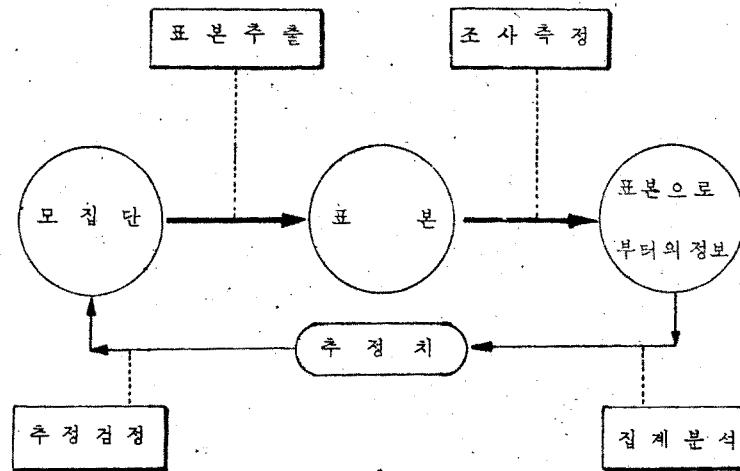 표 본 추 출
조 사 측 정
모 집 단
표 본
표본으로
부터의 정보
추 정 치
추 정 검 정
집 계 분 석